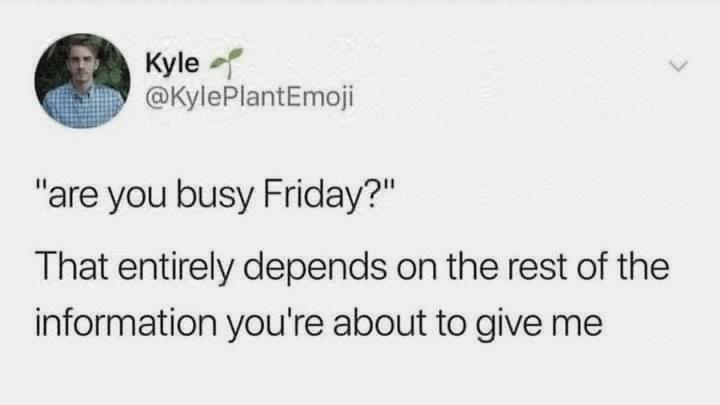 Kyle 🌱
@KylePlantEmoji
"are you busy Friday?"
That entirely depends on the rest of the
information you're about to give me